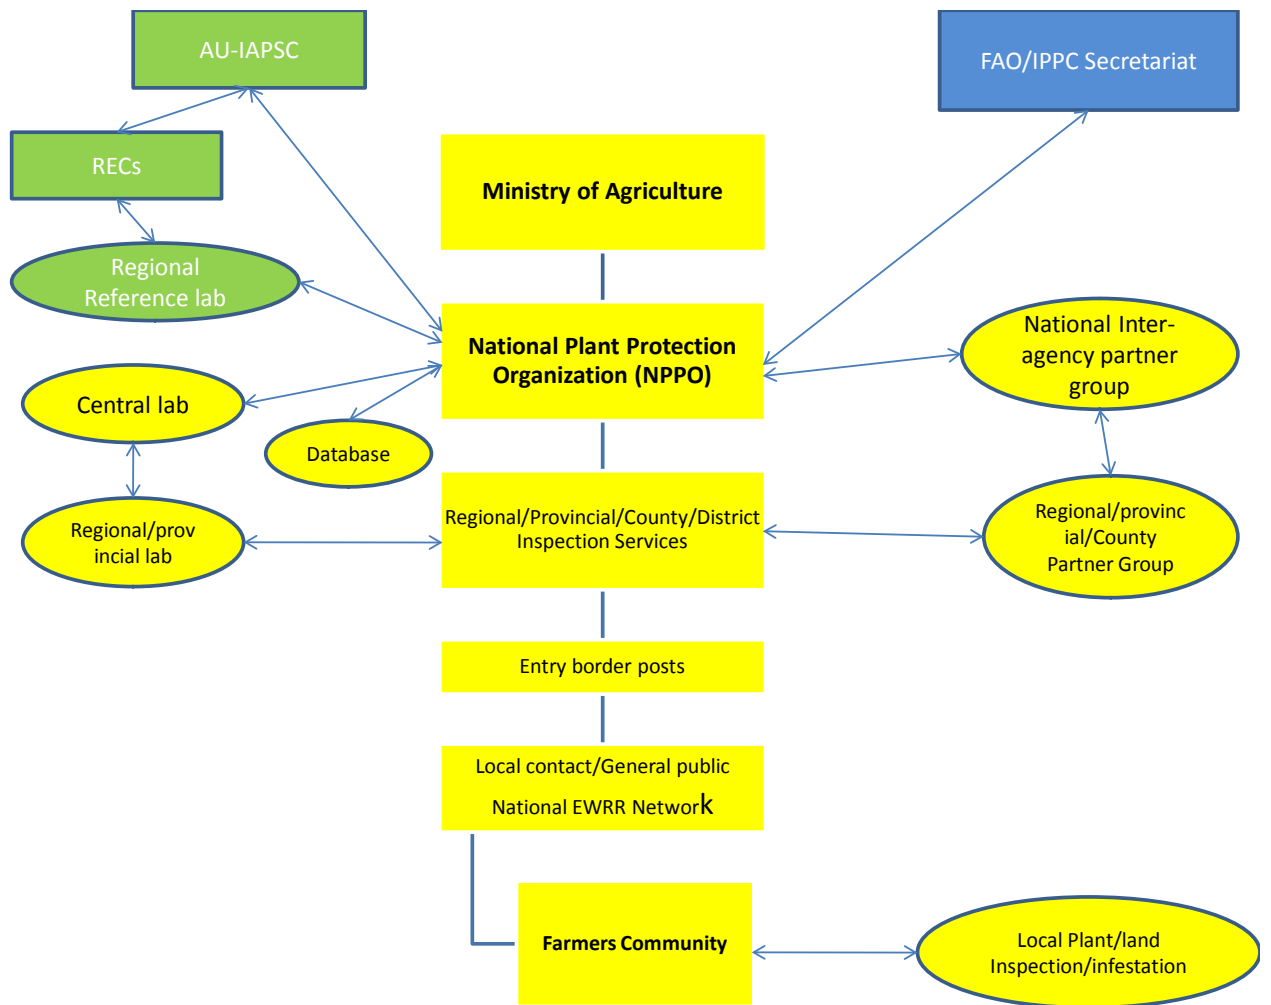 AU-IAPSC
FAO/IPPC Secretariat
RECs
Ministry of Agriculture
Regional
Reference lab
National Plant Protection
Organization (NPPO)
National Inter-
agency partner
group
Central lab
Database
Regional/prov
incial lab
Regional/Provincial/County/District
Inspection Services
Regional/provinc
ial/County
Partner Group
Entry border posts
Local contact/General public
National EWRR Network
Farmers Community
Local Plant/land
Inspection/infestation